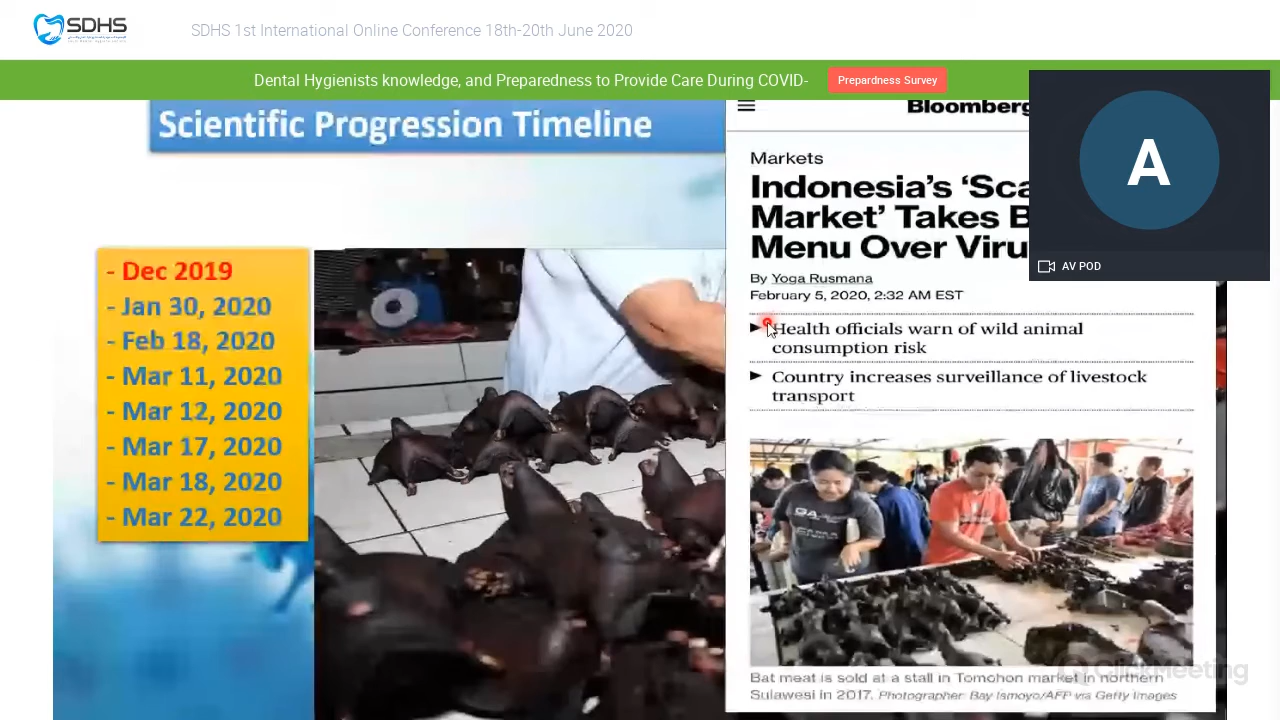 SDHS
SDHS 1st International Online Conference 18th-20th June 2020
Dental Hygienists knowledge, and Preparedness to Provide Care During COVID-
Prepardness Survey
Scientific Progression Timeline
- Dec 2019
- Jan 30, 2020
- Feb 18, 2020
- Mar 11, 2020
- Mar 12, 2020
- Mar 17, 2020
- Mar 18, 2020
- Mar 22, 2020
Bloomberg
Markets
Indonesia's ‘Sca
Market’ Takes B
Menu Over Viru
By Yoga Rusmana
February 5, 2020, 2:32 AM EST
Health officials warn of wild animal
consumption risk
Country increases surveillance of livestock
transport
Bat meat is sold at a stall in Tomohon market in northern
Sulawesi in 2017. Photographer: Bay Ismoyo/AFP via Getty Images
A
AV POD
ClickMeeting